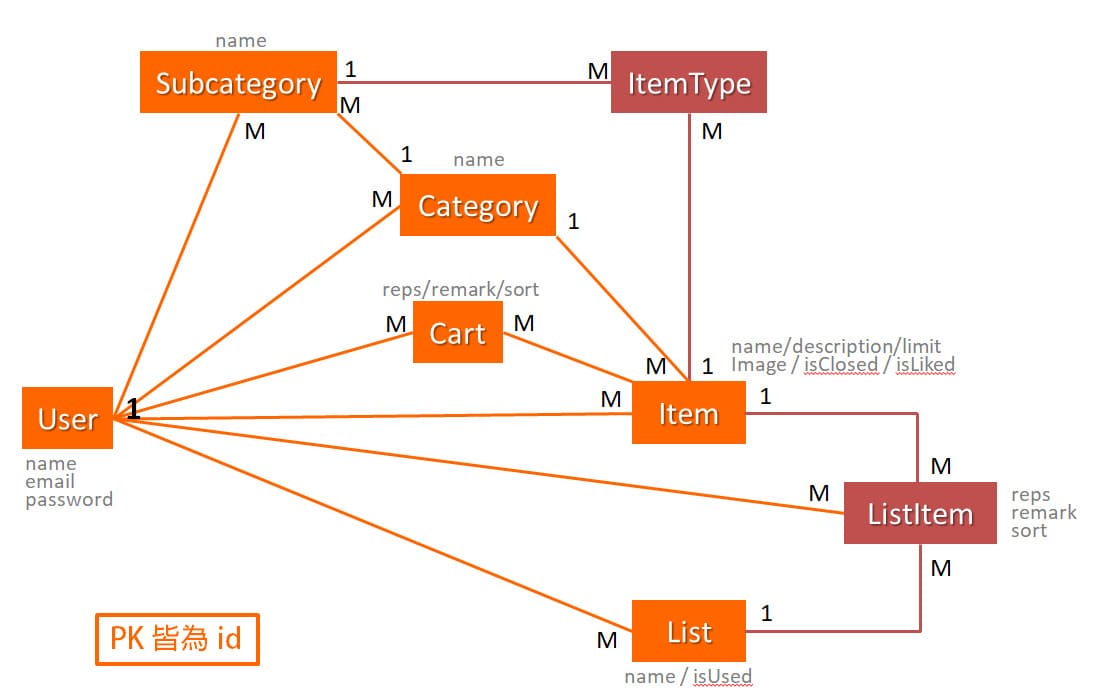 name
Subcategory
1
M
ItemType
M
M
M
1
name
M
Category
1
reps/remark/sort
M
Cart
M
name/description/limit
Image / isClosed / isLiked
M
1
M
Item
1
User
1
name
email
password
M
M
ListItem
reps
remark
sort
M
List
1
M
name / isUsed
PK 皆為 id